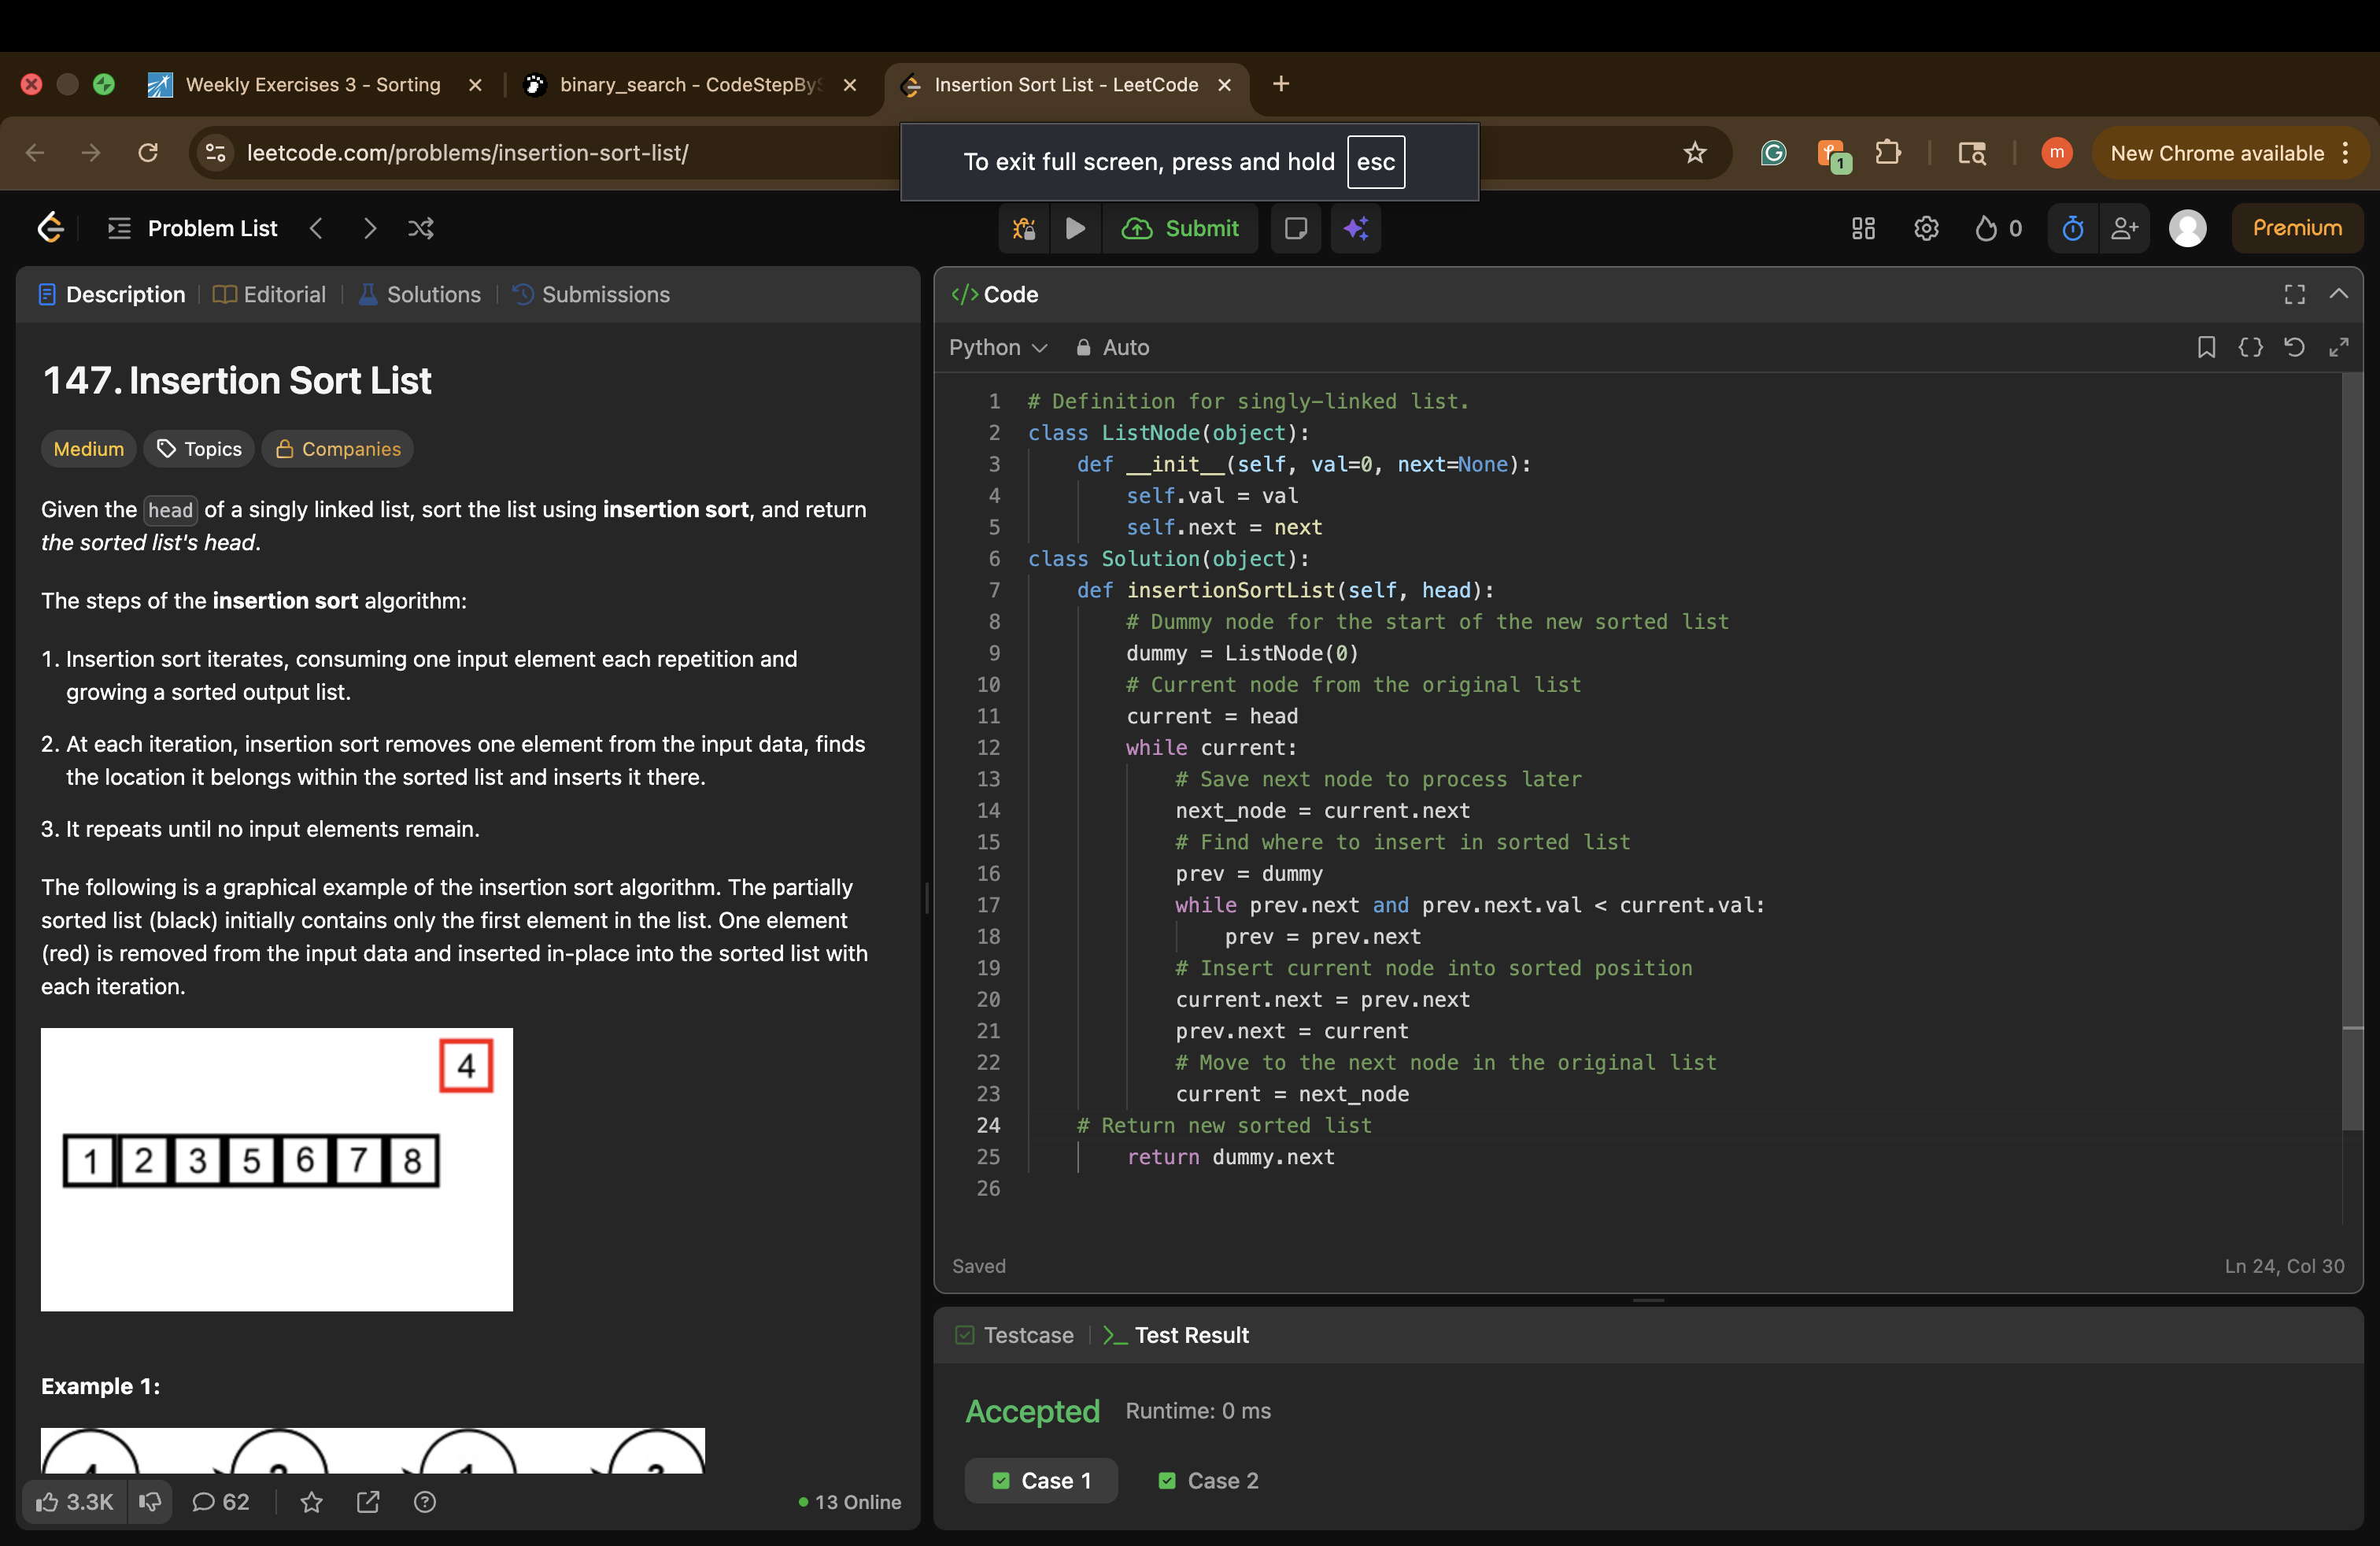 Weekly Exercises 3 - Sorting
binary_search - CodeStepByS
Insertion Sort List - LeetCode
leetcode.com/problems/insertion-sort-list/
To exit full screen, press and hold esc
1
m
New Chrome available
Problem List
Submit
0
Premium
Description
Editorial
Solutions
Submissions
147. Insertion Sort List
Medium
Topics
Companies
Given the head of a singly linked list, sort the list using insertion sort, and return
the sorted list's head.
The steps of the insertion sort algorithm:
1. Insertion sort iterates, consuming one input element each repetition and
growing a sorted output list.
2. At each iteration, insertion sort removes one element from the input data, finds
the location it belongs within the sorted list and inserts it there.
3. It repeats until no input elements remain.
The following is a graphical example of the insertion sort algorithm. The partially
sorted list (black) initially contains only the first element in the list. One element
(red) is removed from the input data and inserted in-place into the sorted list with
each iteration.
4
1 2 3 5 6 7 8
Example 1:
3.3K
62
13 Online
Code
Python
Auto
1 # Definition for singly-linked list.
2 class ListNode(object):
3     def __init__(self, val=0, next=None):
4         self.val = val
5         self.next = next
6 class Solution(object):
7     def insertionSortList(self, head):
8         # Dummy node for the start of the new sorted list
9         dummy = ListNode(0)
10         # Current node from the original list
11         current = head
12         while current:
13             # Save next node to process later
14             next_node = current.next
15             # Find where to insert in sorted list
16             prev = dummy
17             while prev.next and prev.next.val < current.val:
18                 prev = prev.next
19             # Insert current node into sorted position
20             current.next = prev.next
21             prev.next = current
22             # Move to the next node in the original list
23             current = next_node
24     # Return new sorted list
25         return dummy.next
26
Saved
Ln 24, Col 30
Testcase
Test Result
Accepted
Runtime: 0 ms
Case 1
Case 2